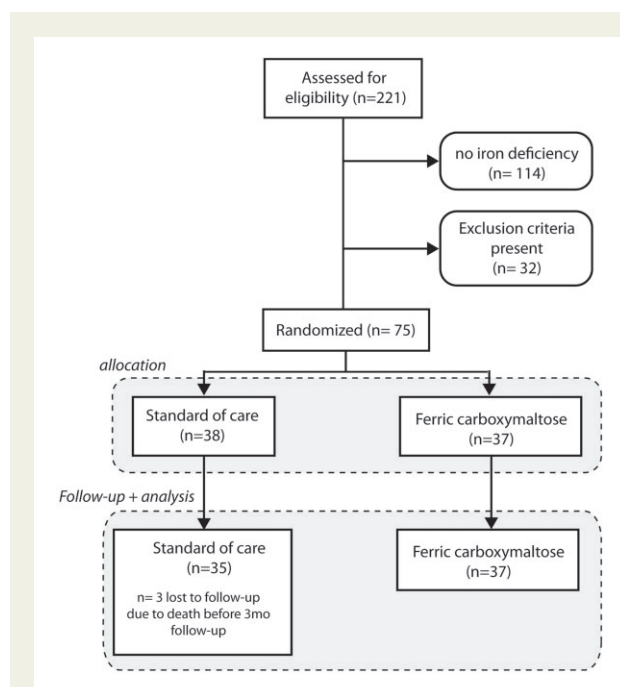 Assessed for
eligibility (n=221)
no iron deficiency
(n= 114)
Exclusion criteria
present
(n= 32)
Randomized (n= 75)
allocation
Standard of care
(n=38)
Ferric carboxymaltose
(n=37)
Follow-up + analysis
Standard of care
(n=35)
n= 3 lost to follow-up
due to death before 3mo
follow-up
Ferric carboxymaltose
(n=37)